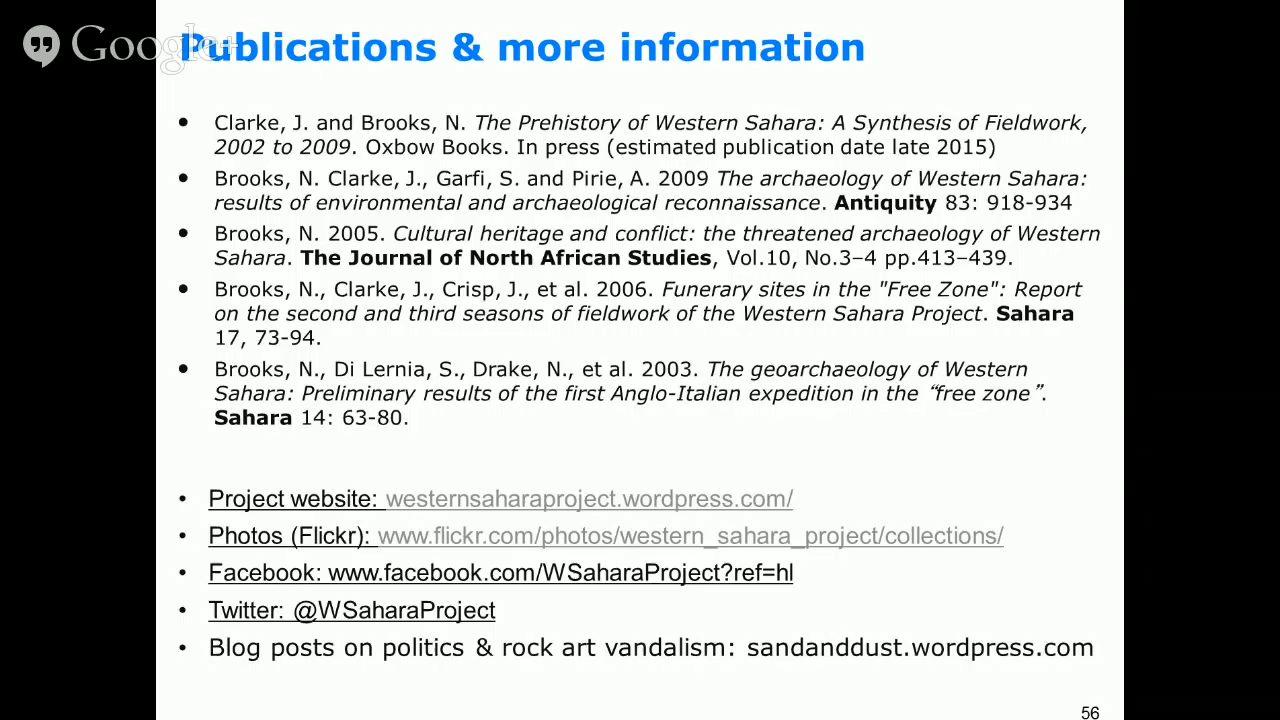 Google+
Publications & more information
• Clarke, J. and Brooks, N. The Prehistory of Western Sahara: A Synthesis of Fieldwork,
2002 to 2009. Oxbow Books. In press (estimated publication date late 2015)
• Brooks, N. Clarke, J., Garfi, S. and Pirie, A. 2009 The archaeology of Western Sahara:
results of environmental and archaeological reconnaissance. Antiquity 83: 918-934
• Brooks, N. 2005. Cultural heritage and conflict: the threatened archaeology of Western
Sahara. The Journal of North African Studies, Vol.10, No.3–4 pp.413–439.
• Brooks, N., Clarke, J., Crisp, J., et al. 2006. Funerary sites in the "Free Zone": Report
on the second and third seasons of fieldwork of the Western Sahara Project. Sahara
17, 73-94.
• Brooks, N., Di Lernia, S., Drake, N., et al. 2003. The geoarchaeology of Western
Sahara: Preliminary results of the first Anglo-Italian expedition in the “free zone”.
Sahara 14: 63-80.
• Project website: westernsaharaproject.wordpress.com/
• Photos (Flickr): www.flickr.com/photos/western_sahara_project/collections/
• Facebook: www.facebook.com/WSaharaProject?ref=hl
• Twitter: @WSaharaProject
• Blog posts on politics & rock art vandalism: sandanddust.wordpress.com
56